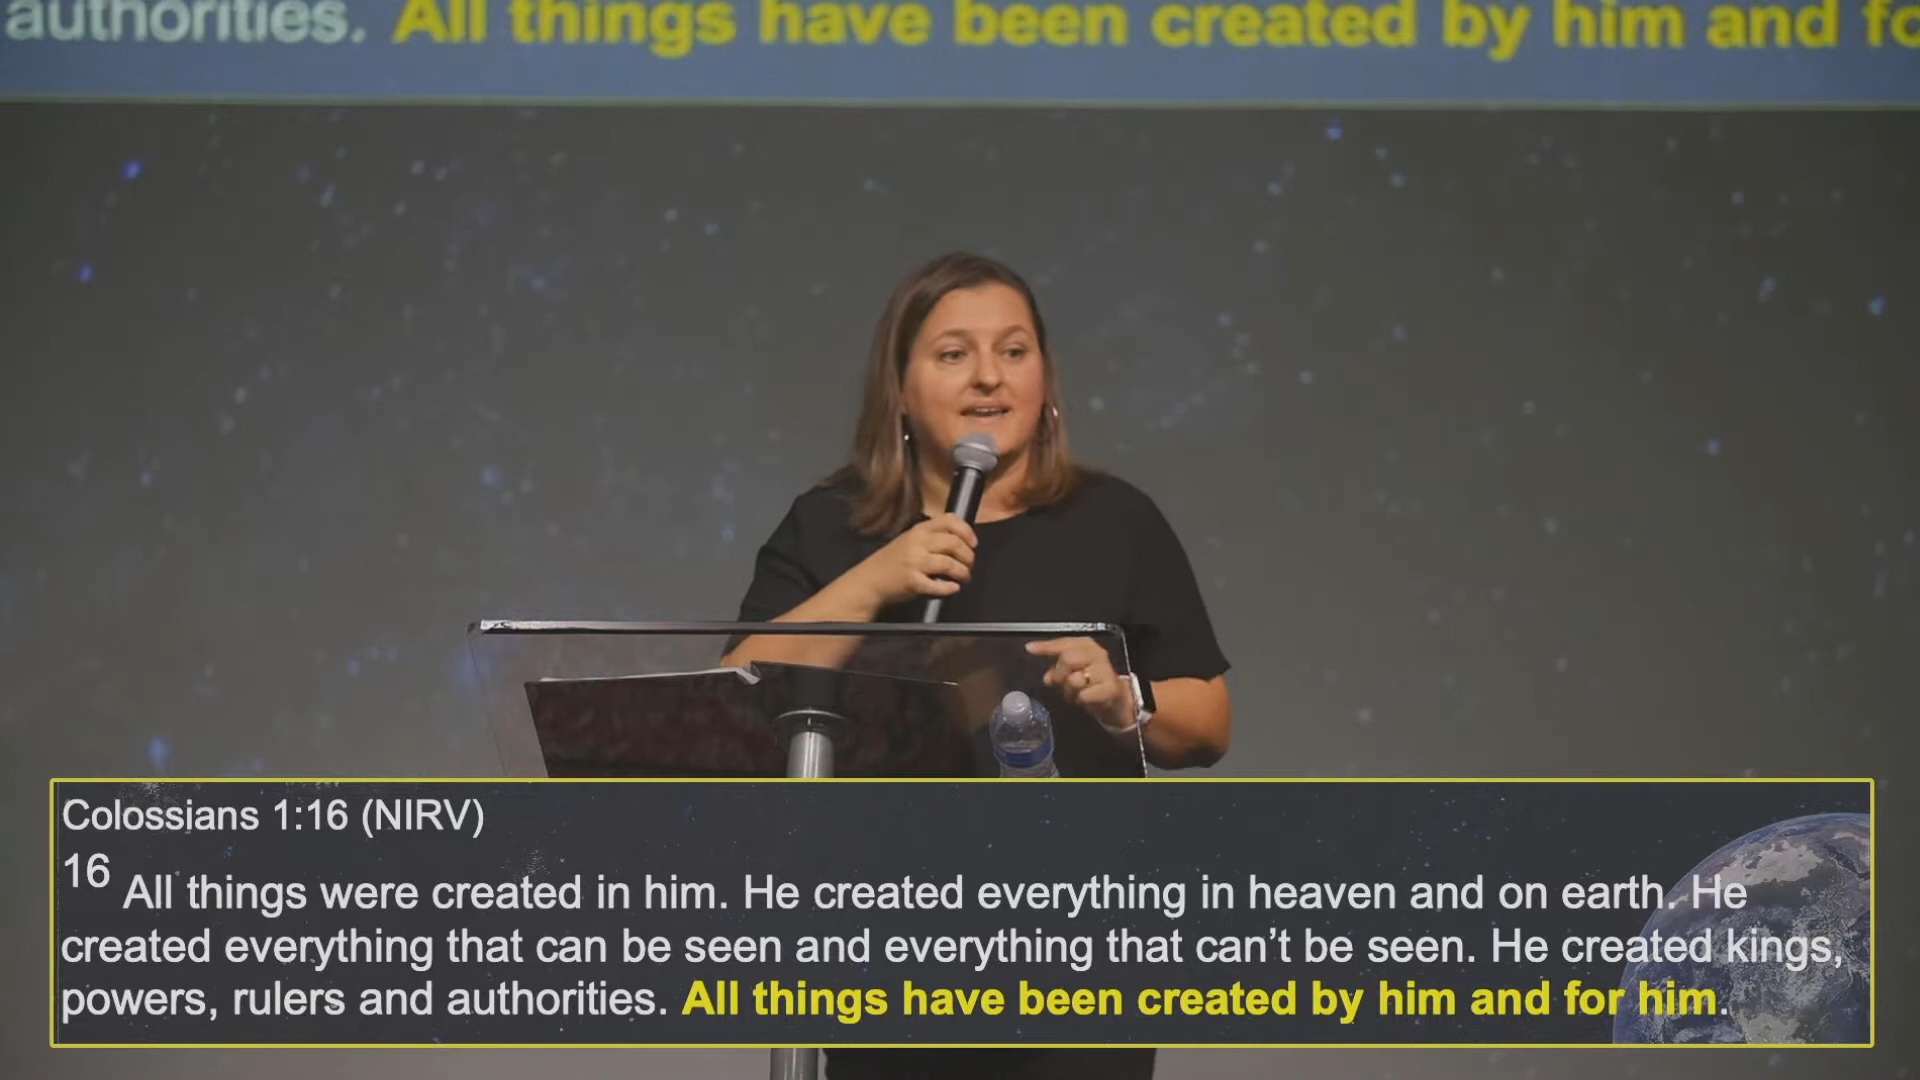 authorities. All things have been created by him and fo
Colossians 1:16 (NIRV)
16 All things were created in him. He created everything in heaven and on earth. He
created everything that can be seen and everything that can’t be seen. He created kings,
powers, rulers and authorities. All things have been created by him and for him.